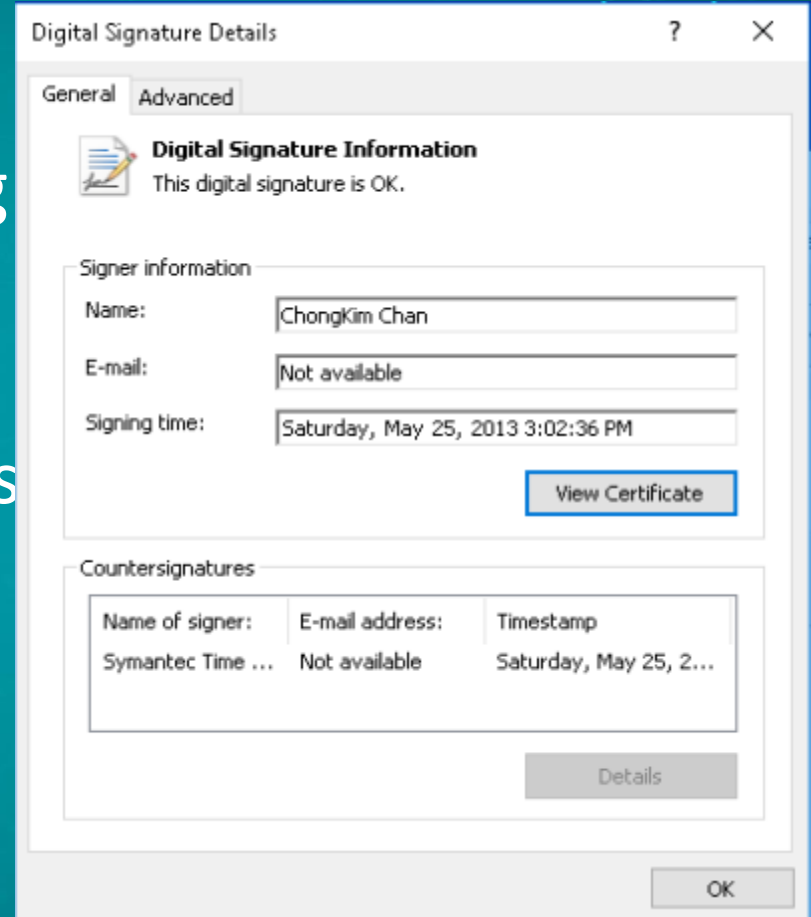 Digital Signature Details
General Advanced
Digital Signature Information
This digital signature is OK.
g
Signer information
Name: ChongKim Chan
E-mail: Not available
Signing time: Saturday, May 25, 2013 3:02:36 PM
s
View Certificate
Countersignatures
Name of signer: E-mail address: Timestamp
Symantec Time ... Not available Saturday, May 25, 2...
Details
OK